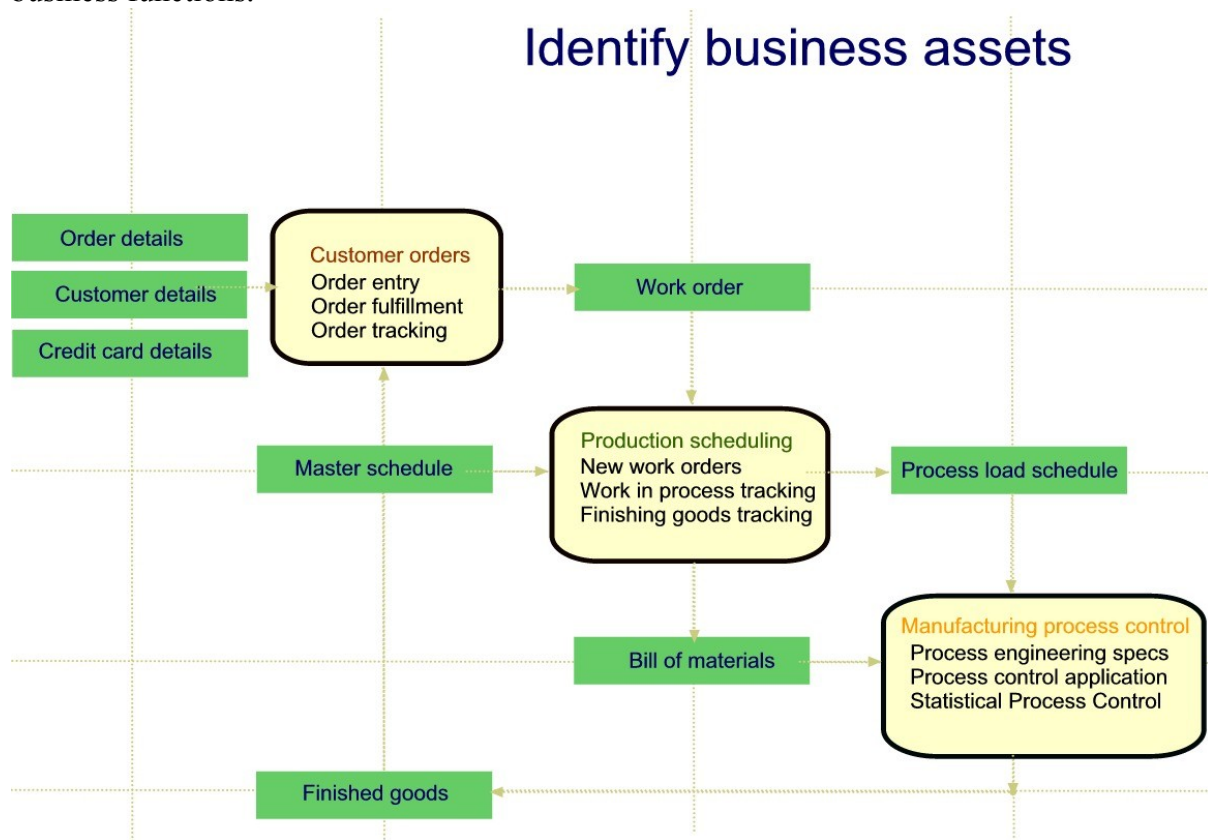 business functions.
Identify business assets
Order details
Customer details
Credit card details
Customer orders
Order entry
Order fulfillment
Order tracking
Work order
Master schedule
Production scheduling
New work orders
Work in process tracking
Finishing goods tracking
Process load schedule
Bill of materials
Manufacturing process control
Process engineering specs
Process control application
Statistical Process Control
Finished goods